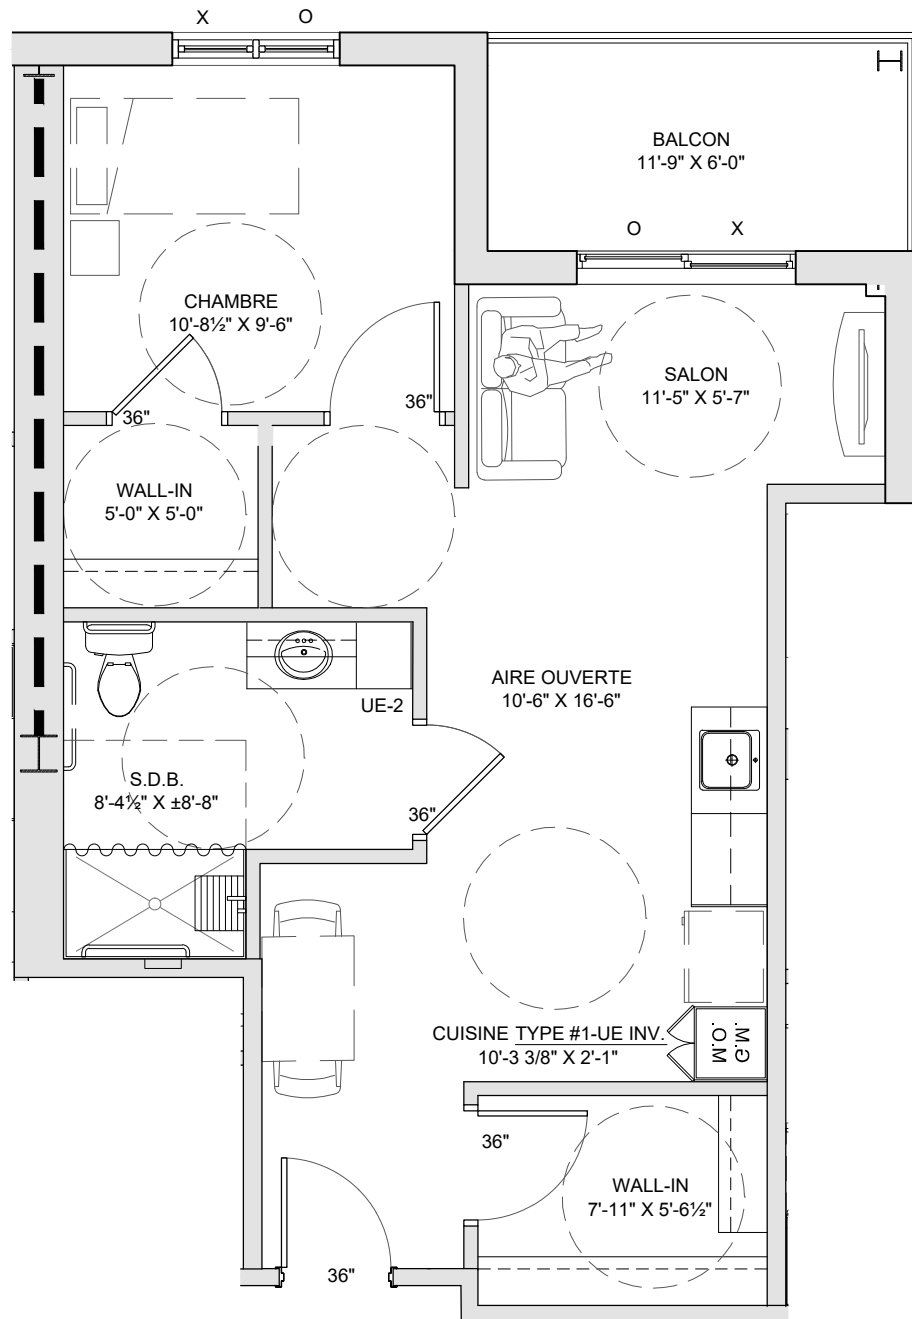 X O
BALCON
11'-9" X 6'-0"
O X
CHAMBRE
10'-8½" X 9'-6"
SALON
11'-5" X 5'-7"
36"
36"
WALL-IN
5'-0" X 5'-0"
AIRE OUVERTE
10'-6" X 16'-6"
UE-2
S.D.B.
8'-4½" X ±8'-8"
36"
CUISINE TYPE #1-UE INV.
10'-3 3/8" X 2'-1"
M.O.
G.M.
36"
WALL-IN
7'-11" X 5'-6½"
36"